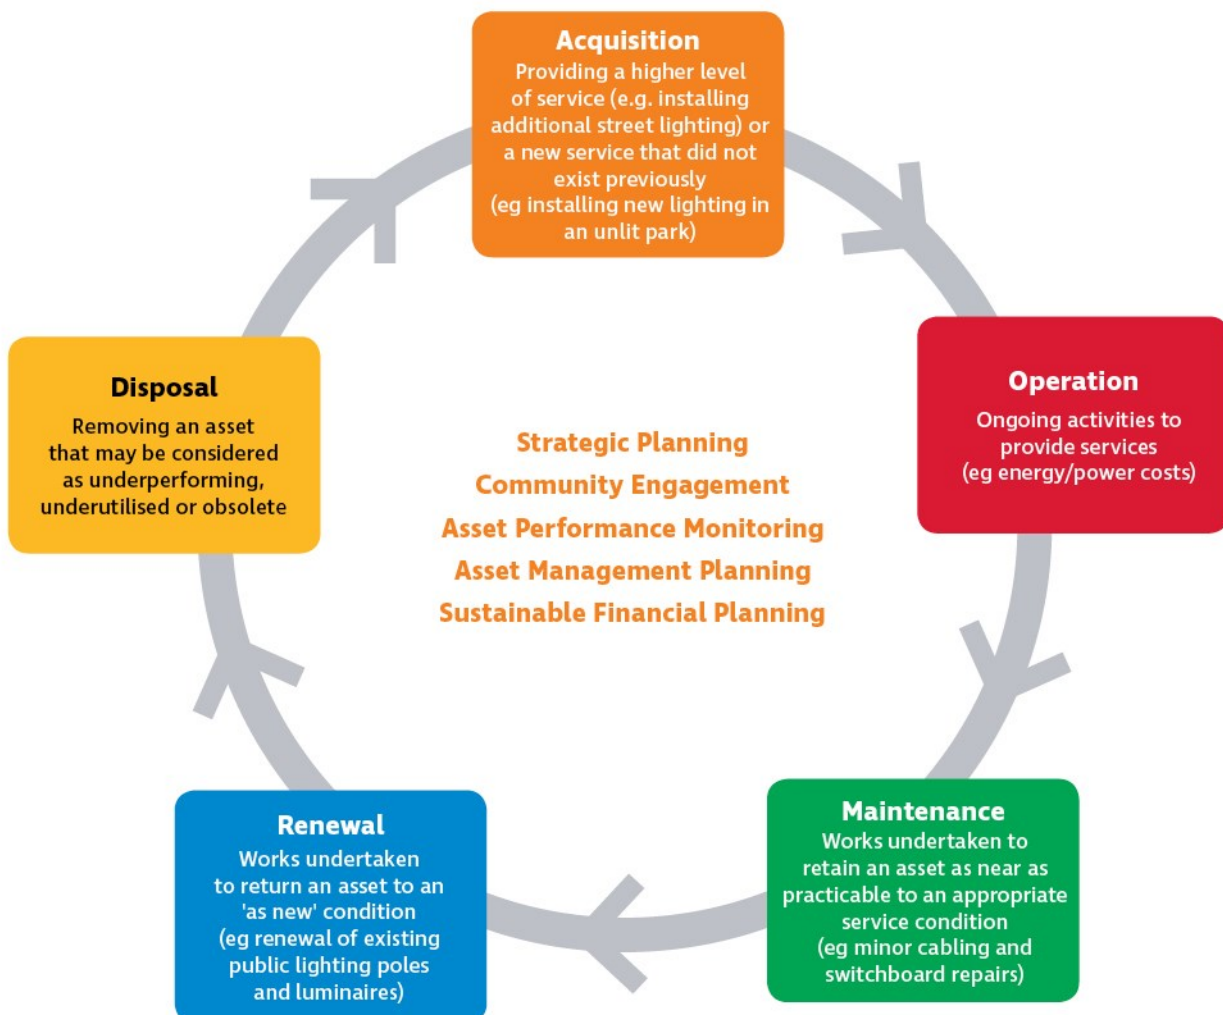 Acquisition
Providing a higher level
of service (e.g. installing
additional street lighting) or
a new service that did not
exist previously
(eg installing new lighting in
an unlit park)
Operation
Ongoing activities to
provide services
(eg energy/power costs)
Maintenance
Works undertaken to
retain an asset as near as
practicable to an appropriate
service condition
(eg minor cabling and
switchboard repairs)
Renewal
Works undertaken
to return an asset to an
'as new' condition
(eg renewal of existing
public lighting poles
and luminaires)
Disposal
Removing an asset
that may be considered
as underperforming,
underutilised or obsolete
Strategic Planning
Community Engagement
Asset Performance Monitoring
Asset Management Planning
Sustainable Financial Planning